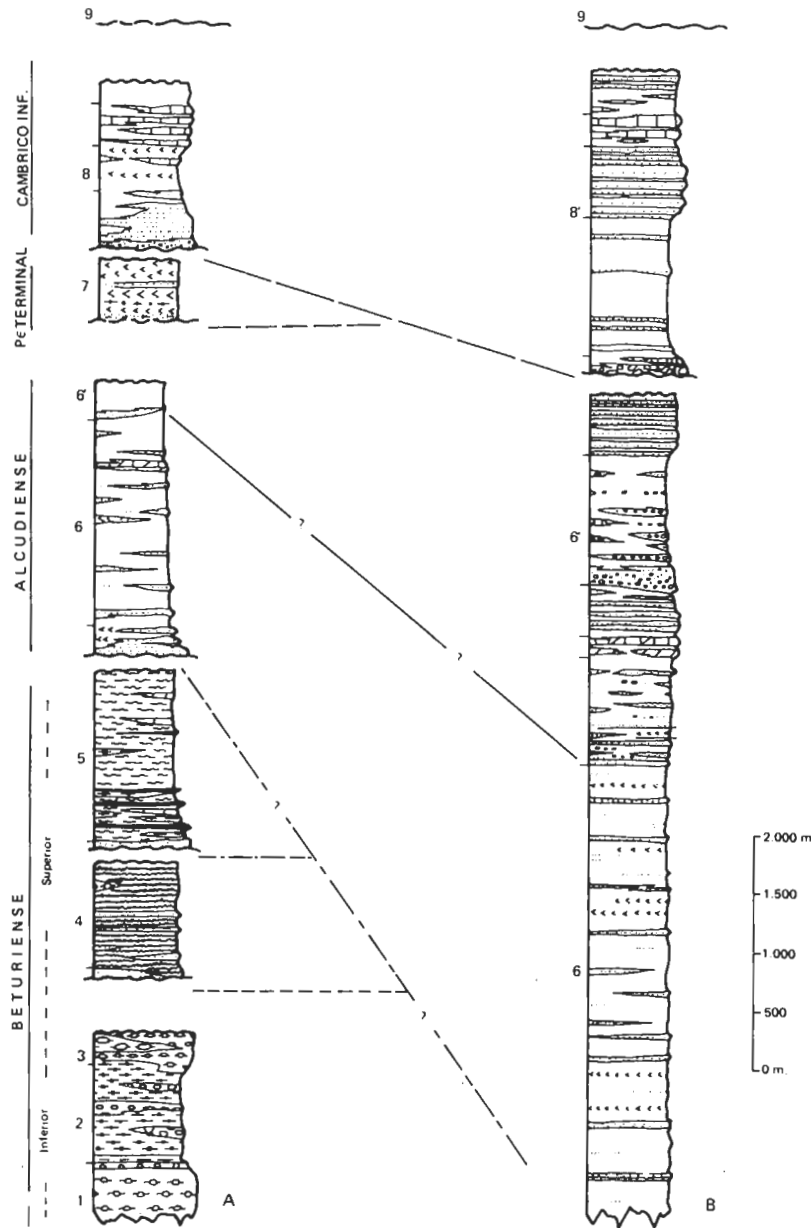 9
9
CAMBRICO INF.
8
8'
PЄTERMINAL
7
ALCUDIENSE
6'
6
?
?
6'
BETURIENSE
Superior
5
?
4
?
Inferior
3
2
1
6
2.000 m
1.500
1.000
500
0 m.
A
B